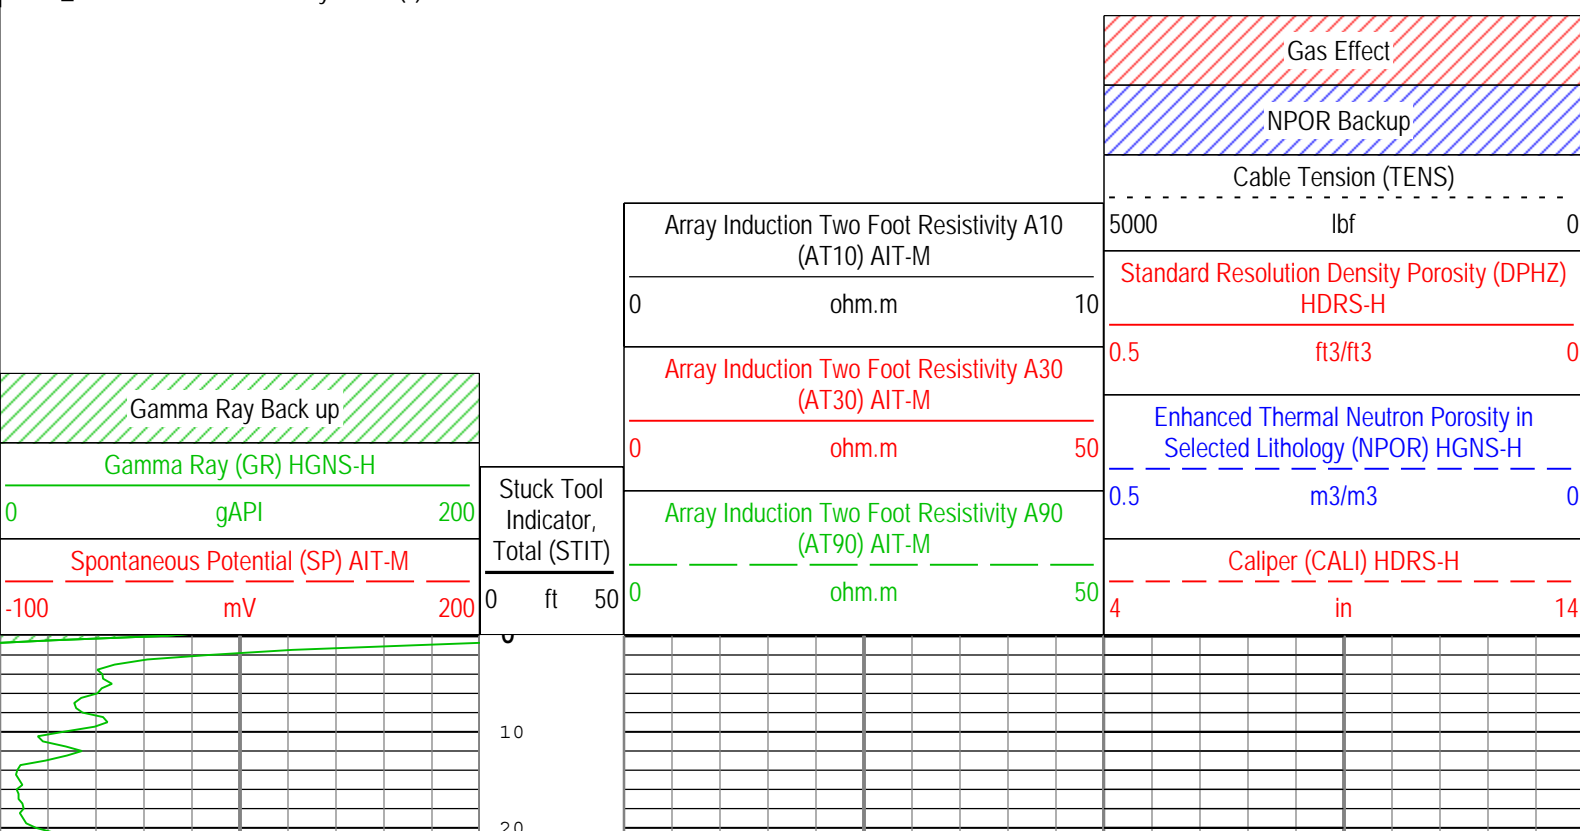 Gas Effect
NPOR Backup
Cable Tension (TENS)
5000 lbf 0
Standard Resolution Density Porosity (DPHZ)
HDRS-H
0.5 ft3/ft3 0
Enhanced Thermal Neutron Porosity in
Selected Lithology (NPOR) HGNS-H
0.5 m3/m3 0
Caliper (CALI) HDRS-H
4 in 14
Array Induction Two Foot Resistivity A10
(AT10) AIT-M
0 ohm.m 10
Array Induction Two Foot Resistivity A30
(AT30) AIT-M
0 ohm.m 50
Array Induction Two Foot Resistivity A90
(AT90) AIT-M
0 ohm.m 50
Gamma Ray Back up
Gamma Ray (GR) HGNS-H
0 gAPI 200
Spontaneous Potential (SP) AIT-M
-100 mV 200
Stuck Tool
Indicator,
Total (STIT)
0 ft 50
0
10
20